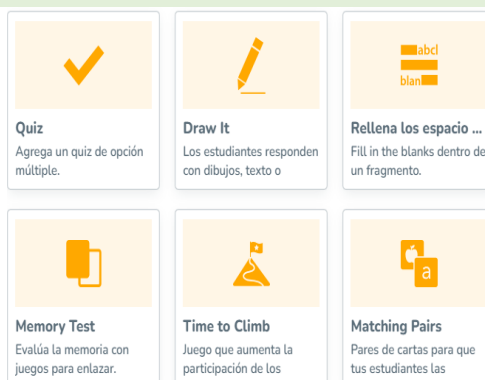 abcl
blan
Quiz
Agrega un quiz de opción
múltiple.
Draw It
Los estudiantes responden
con dibujos, texto o
Rellena los espacio ...
Fill in the blanks dentro de
un fragmento.
Memory Test
Evalúa la memoria con
juegos para enlazar.
Time to Climb
Juego que aumenta la
participación de los
a
Matching Pairs
Pares de cartas para que
tus estudiantes las